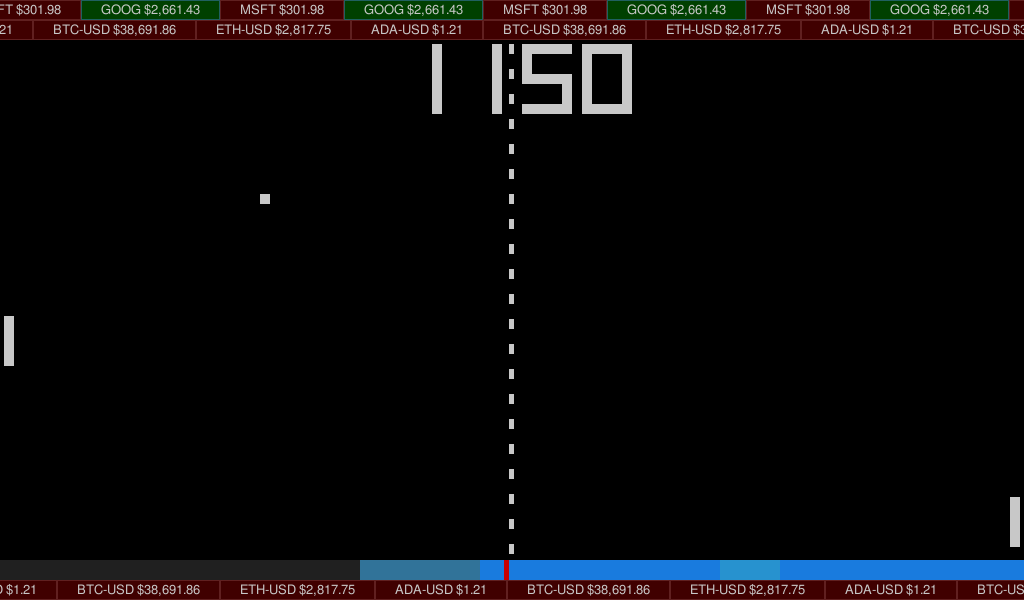 FT $301.98 GOOG $2,661.43 MSFT $301.98 GOOG $2,661.43 MSFT $301.98 GOOG $2,661.43 MSFT $301.98 GOOG $2,661.43
21 BTC-USD $38,691.86 ETH-USD $2,817.75 ADA-USD $1.21 BTC-USD $38,691.86 ETH-USD $2,817.75 ADA-USD $1.21 BTC-USD $3
11 50
$1.21 BTC-USD $38,691.86 ETH-USD $2,817.75 ADA-USD $1.21 BTC-USD $38,691.86 ETH-USD $2,817.75 ADA-USD $1.21 BTC-US